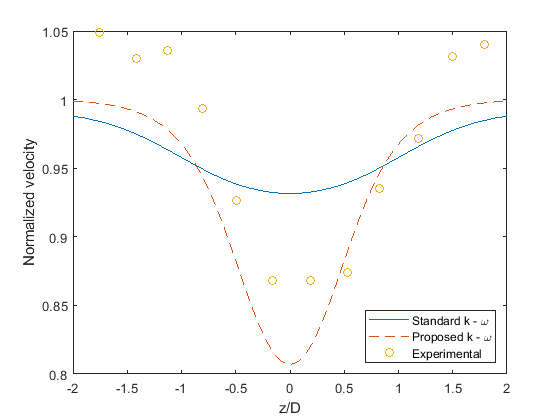 1.05
1
0.95
0.9
0.85
0.8
Normalized velocity
Standard k - ω
Proposed k - ω
Experimental
-2 -1.5 -1 -0.5 0 0.5 1 1.5 2
z/D